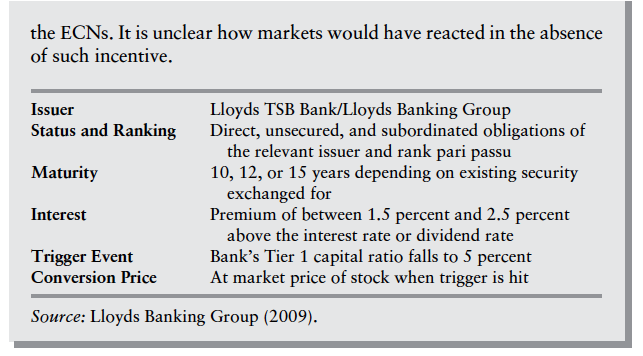 the ECNs. It is unclear how markets would have reacted in the absence
of such incentive.
Issuer Lloyds TSB Bank/Lloyds Banking Group
Status and Ranking Direct, unsecured, and subordinated obligations of
the relevant issuer and rank pari passu
Maturity 10, 12, or 15 years depending on existing security
exchanged for
Interest Premium of between 1.5 percent and 2.5 percent
above the interest rate or dividend rate
Trigger Event Bank's Tier 1 capital ratio falls to 5 percent
Conversion Price At market price of stock when trigger is hit
Source: Lloyds Banking Group (2009).